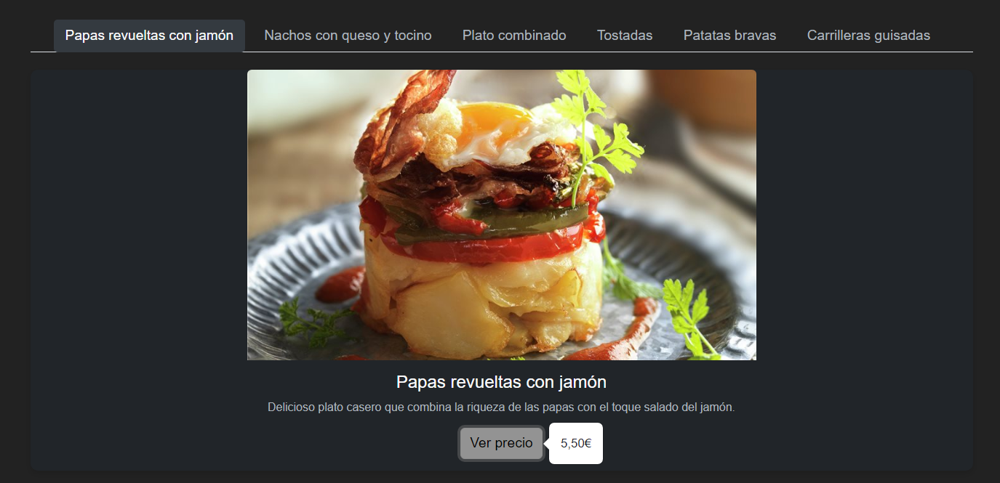 Papas revueltas con jamón Nachos con queso y tocino Plato combinado Tostadas Patatas bravas Carrilleras guisadas
Papas revueltas con jamón
Delicioso plato casero que combina la riqueza de las papas con el toque salado del jamón.
Ver precio 5,50€